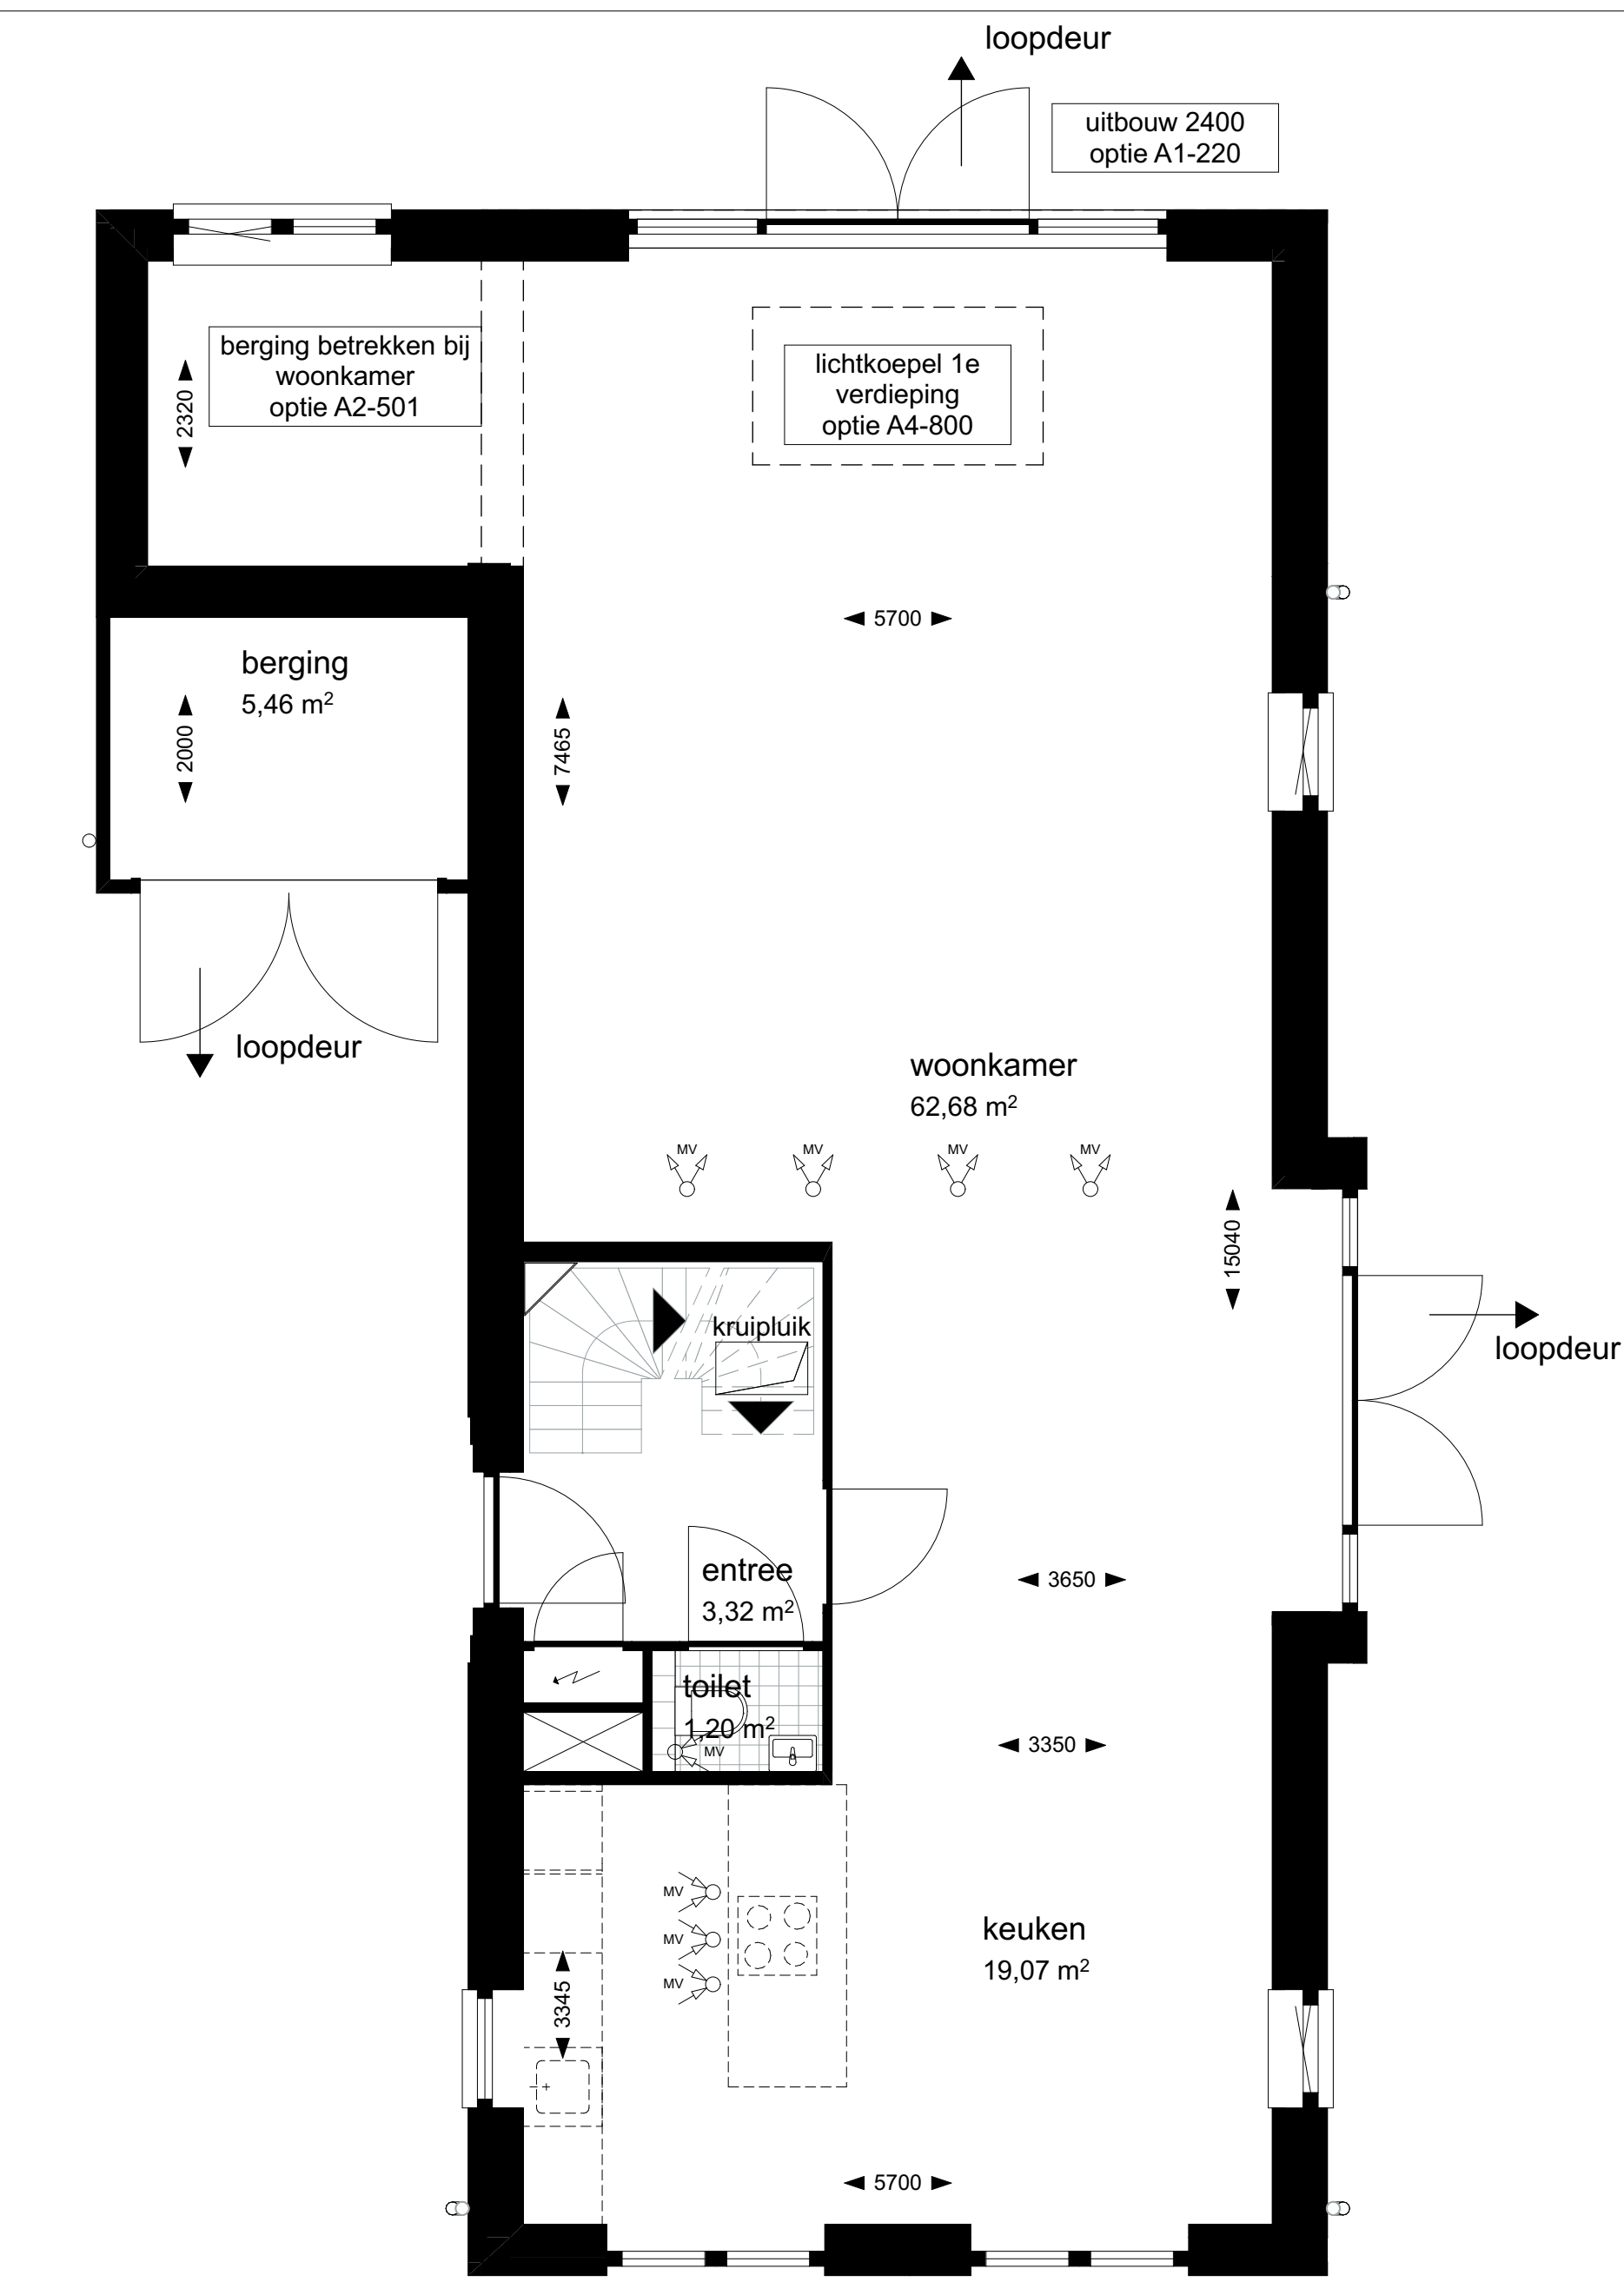 loopdeur
uitbouw 2400
optie A1-220
berging betrekken bij
woonkamer
optie A2-501
lichtkoepel 1e
verdieping
optie A4-800
2320
5700
berging
5,46 m²
2000
7465
loopdeur
woonkamer
62,68 m²
MV
MV
MV
MV
15040
kruipluik
loopdeur
entree
3,32 m²
3650
toilet
1,20 m²
MV
3350
MV
MV
MV
keuken
19,07 m²
3345
5700